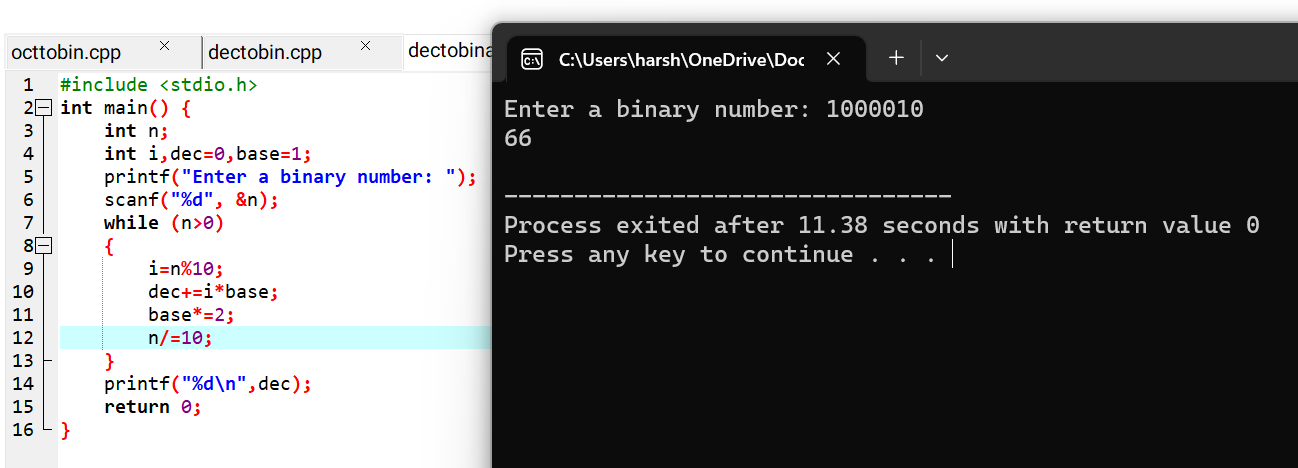 octtobin.cpp
dectobin.cpp
1 #include <stdio.h>
2 int main() {
3 int n;
4 int i,dec=0,base=1;
5 printf("Enter a binary number: ");
6 scanf("%d", &n);
7 while (n>0)
8 {
9 i=n%10;
10 dec+=i*base;
11 base*=2;
12 n/=10;
13 }
14 printf("%d\n",dec);
15 return 0;
16 }
C:\Users\harsh\OneDrive\Doc
Enter a binary number: 1000010
66
--------------------------------
Process exited after 11.38 seconds with return value 0
Press any key to continue . . .